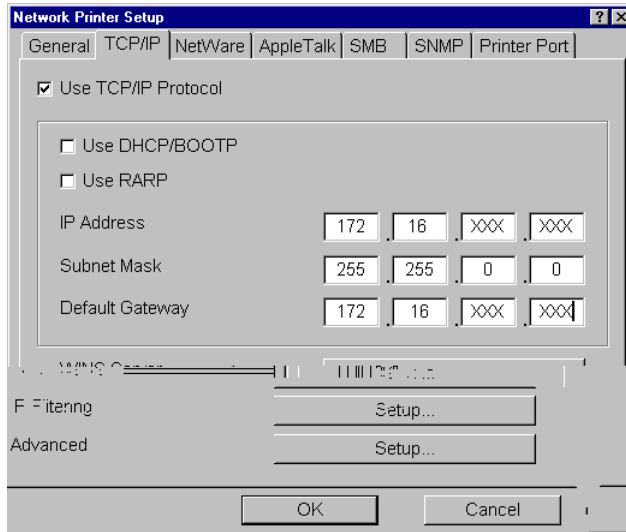 Network Printer Setup
General TCP/IP NetWare AppleTalk SMB SNMP Printer Port
Use TCP/IP Protocol
Use DHCP/BOOTP
Use RARP
IP Address 172 . 16 . XXX . XXX
Subnet Mask 255 . 255 . 0 . 0
Default Gateway 172 . 16 . XXX . XXX
Setup...
Advanced Setup...
OK Cancel